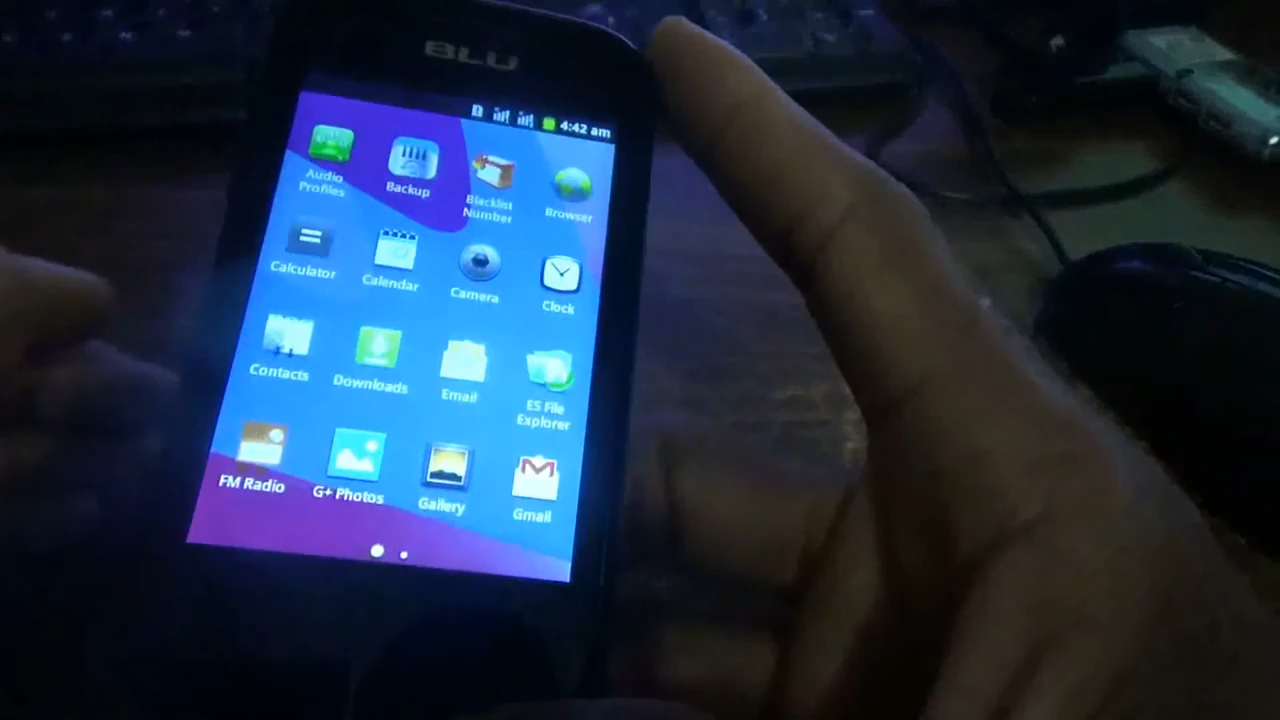 BLU
4:42 am
Audio
Profiles
Backup
Blacklist
Number
Browser
Calculator
Calendar
Camera
Clock
Contacts
Downloads
Email
ES File
Explorer
FM Radio
G+ Photos
Gallery
Gmail